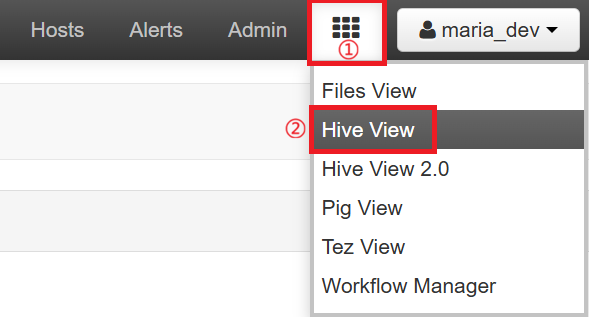 Hosts Alerts Admin ① maria_dev
Files View
② Hive View
Hive View 2.0
Pig View
Tez View
Workflow Manager